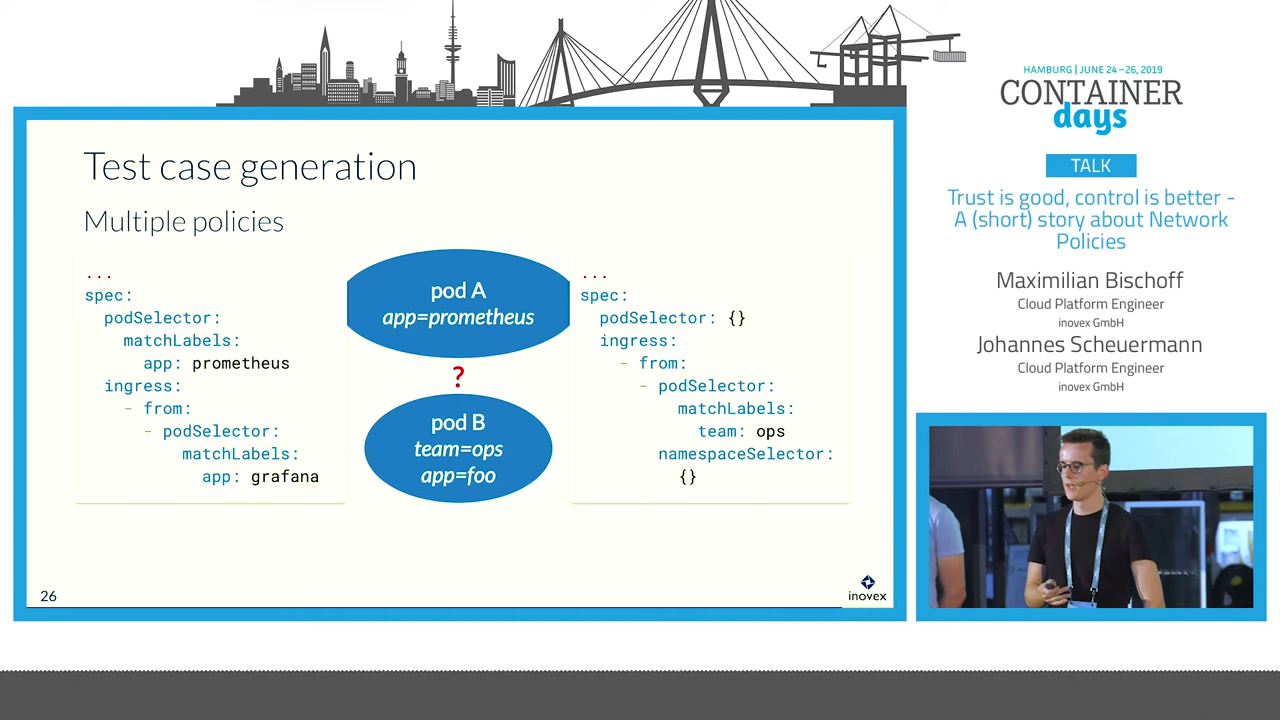 HAMBURG | JUNE 24 – 26, 2019
CONTAINER
days
TALK
Trust is good, control is better -
A (short) story about Network
Policies
Maximilian Bischoff
Cloud Platform Engineer
inovex GmbH
Johannes Scheuermann
Cloud Platform Engineer
inovex GmbH
Test case generation
Multiple policies
...
spec:
  podSelector:
    matchLabels:
      app: prometheus
  ingress:
    - from:
      - podSelector:
          matchLabels:
            app: grafana
pod A
app=prometheus
?
pod B
team=ops
app=foo
...
spec:
  podSelector: {}
  ingress:
    - from:
      - podSelector:
          matchLabels:
            team: ops
        namespaceSelector:
          {}
26
inovex